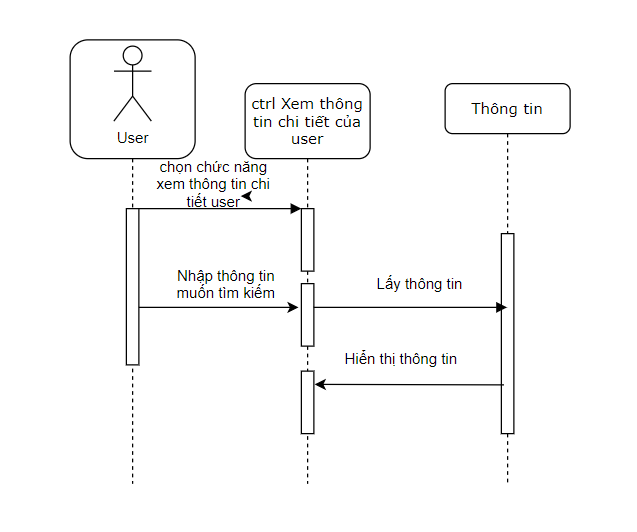 User
ctrl Xem thông
tin chi tiết của
user
Thông tin
chọn chức năng
xem thông tin chi
tiết user
Nhập thông tin
muốn tìm kiếm
Lấy thông tin
Hiển thị thông tin